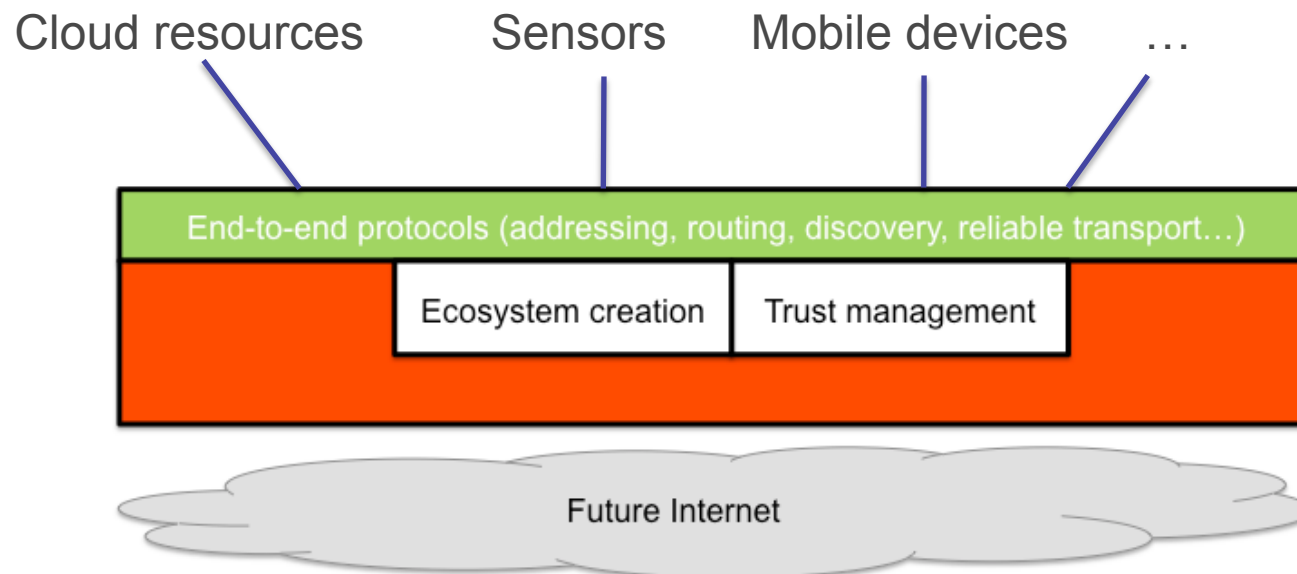 Cloud resources Sensors Mobile devices …
End-to-end protocols (addressing, routing, discovery, reliable transport…)
Ecosystem creation Trust management
Future Internet